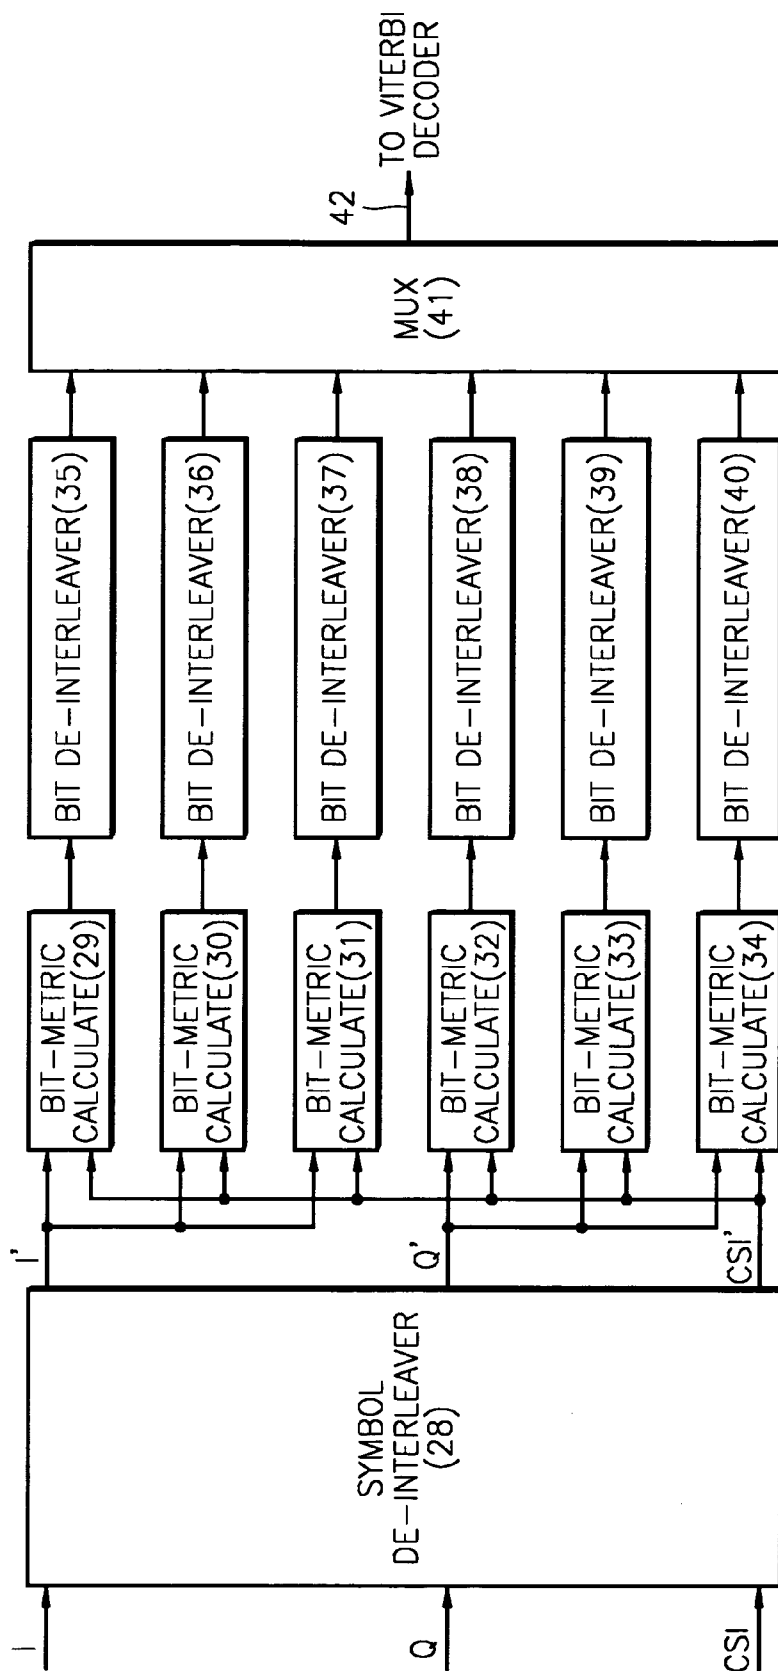 I
Q
CSI
SYMBOL
DE-INTERLEAVER
(28)
I'
Q'
CSI'
BIT-METRIC
CALCULATE(29)
BIT-METRIC
CALCULATE(30)
BIT-METRIC
CALCULATE(31)
BIT-METRIC
CALCULATE(32)
BIT-METRIC
CALCULATE(33)
BIT-METRIC
CALCULATE(34)
BIT DE-INTERLEAVER(35)
BIT DE-INTERLEAVER(36)
BIT DE-INTERLEAVER(37)
BIT DE-INTERLEAVER(38)
BIT DE-INTERLEAVER(39)
BIT DE-INTERLEAVER(40)
MUX
(41)
42
TO VITERBI
DECODER